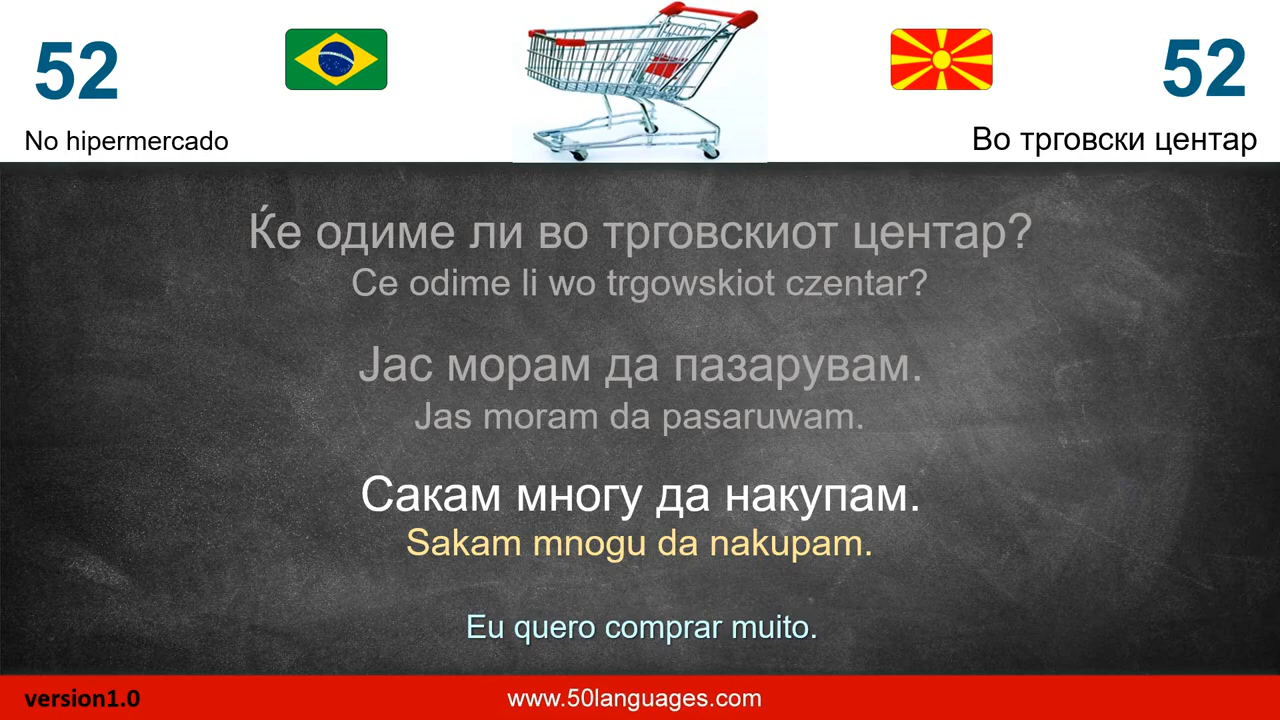 52
52
No hipermercado
Во трговски центар
Ќе одиме ли во трговскиот центар?
Ce odime li wo trgowskiot czentar?
Јас морам да пазарувам.
Jas moram da pasaruwam.
Сакам многу да накупам.
Sakam mnogu da nakupam.
Eu quero comprar muito.
version1.0
www.50languages.com